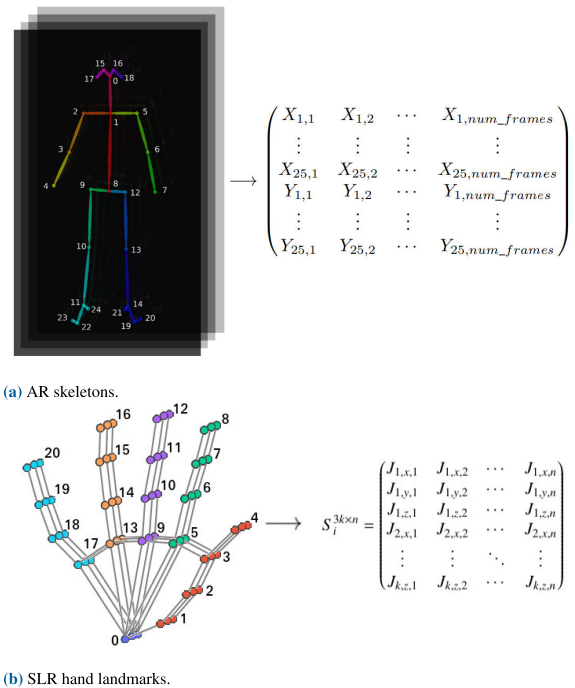 15 16
17 0 18
2 5
1
3 6
4 9 8 12 7
10 13
11 24 14
23 22 21 19 20
→
X_{1,1} X_{1,2} ⋯ X_{1,num_frames}
⋮ ⋮ ⋮ ⋮
X_{25,1} X_{25,2} ⋯ X_{25,num_frames}
Y_{1,1} Y_{1,2} ⋯ Y_{1,num_frames}
⋮ ⋮ ⋮ ⋮
Y_{25,1} Y_{25,2} ⋯ Y_{25,num_frames}
(a) AR skeletons.
16 12 8
20 15 11 7
19 14 10 6
18 17 13 9 5 4
3
2
0 1
→
S_i^{3k×n} =
J_{1,x,1} J_{1,x,2} ⋯ J_{1,x,n}
J_{1,y,1} J_{1,y,2} ⋯ J_{1,y,n}
J_{1,z,1} J_{1,z,2} ⋯ J_{1,z,n}
J_{2,x,1} J_{2,x,2} ⋯ J_{2,x,n}
⋮ ⋮ ⋱ ⋮
J_{k,z,1} J_{k,z,2} ⋯ J_{k,z,n}
(b) SLR hand landmarks.